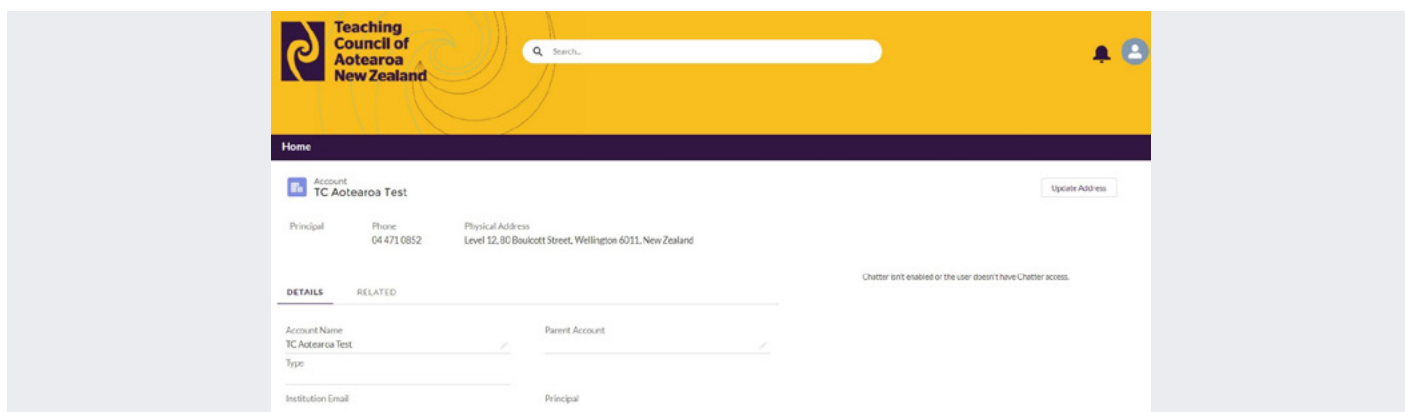 Teaching
Council of
Aotearoa
New Zealand
Search...
Home
Account
TC Aotearoa Test
Update Address
Principal Phone Physical Address
04 471 0852 Level 12, 80 Boulcott Street, Wellington 6011, New Zealand
Chatter isn't enabled or the user doesn't have Chatter access.
DETAILS RELATED
Account Name Parent Account
TC Aotearoa Test
Type
Institution Email Principal